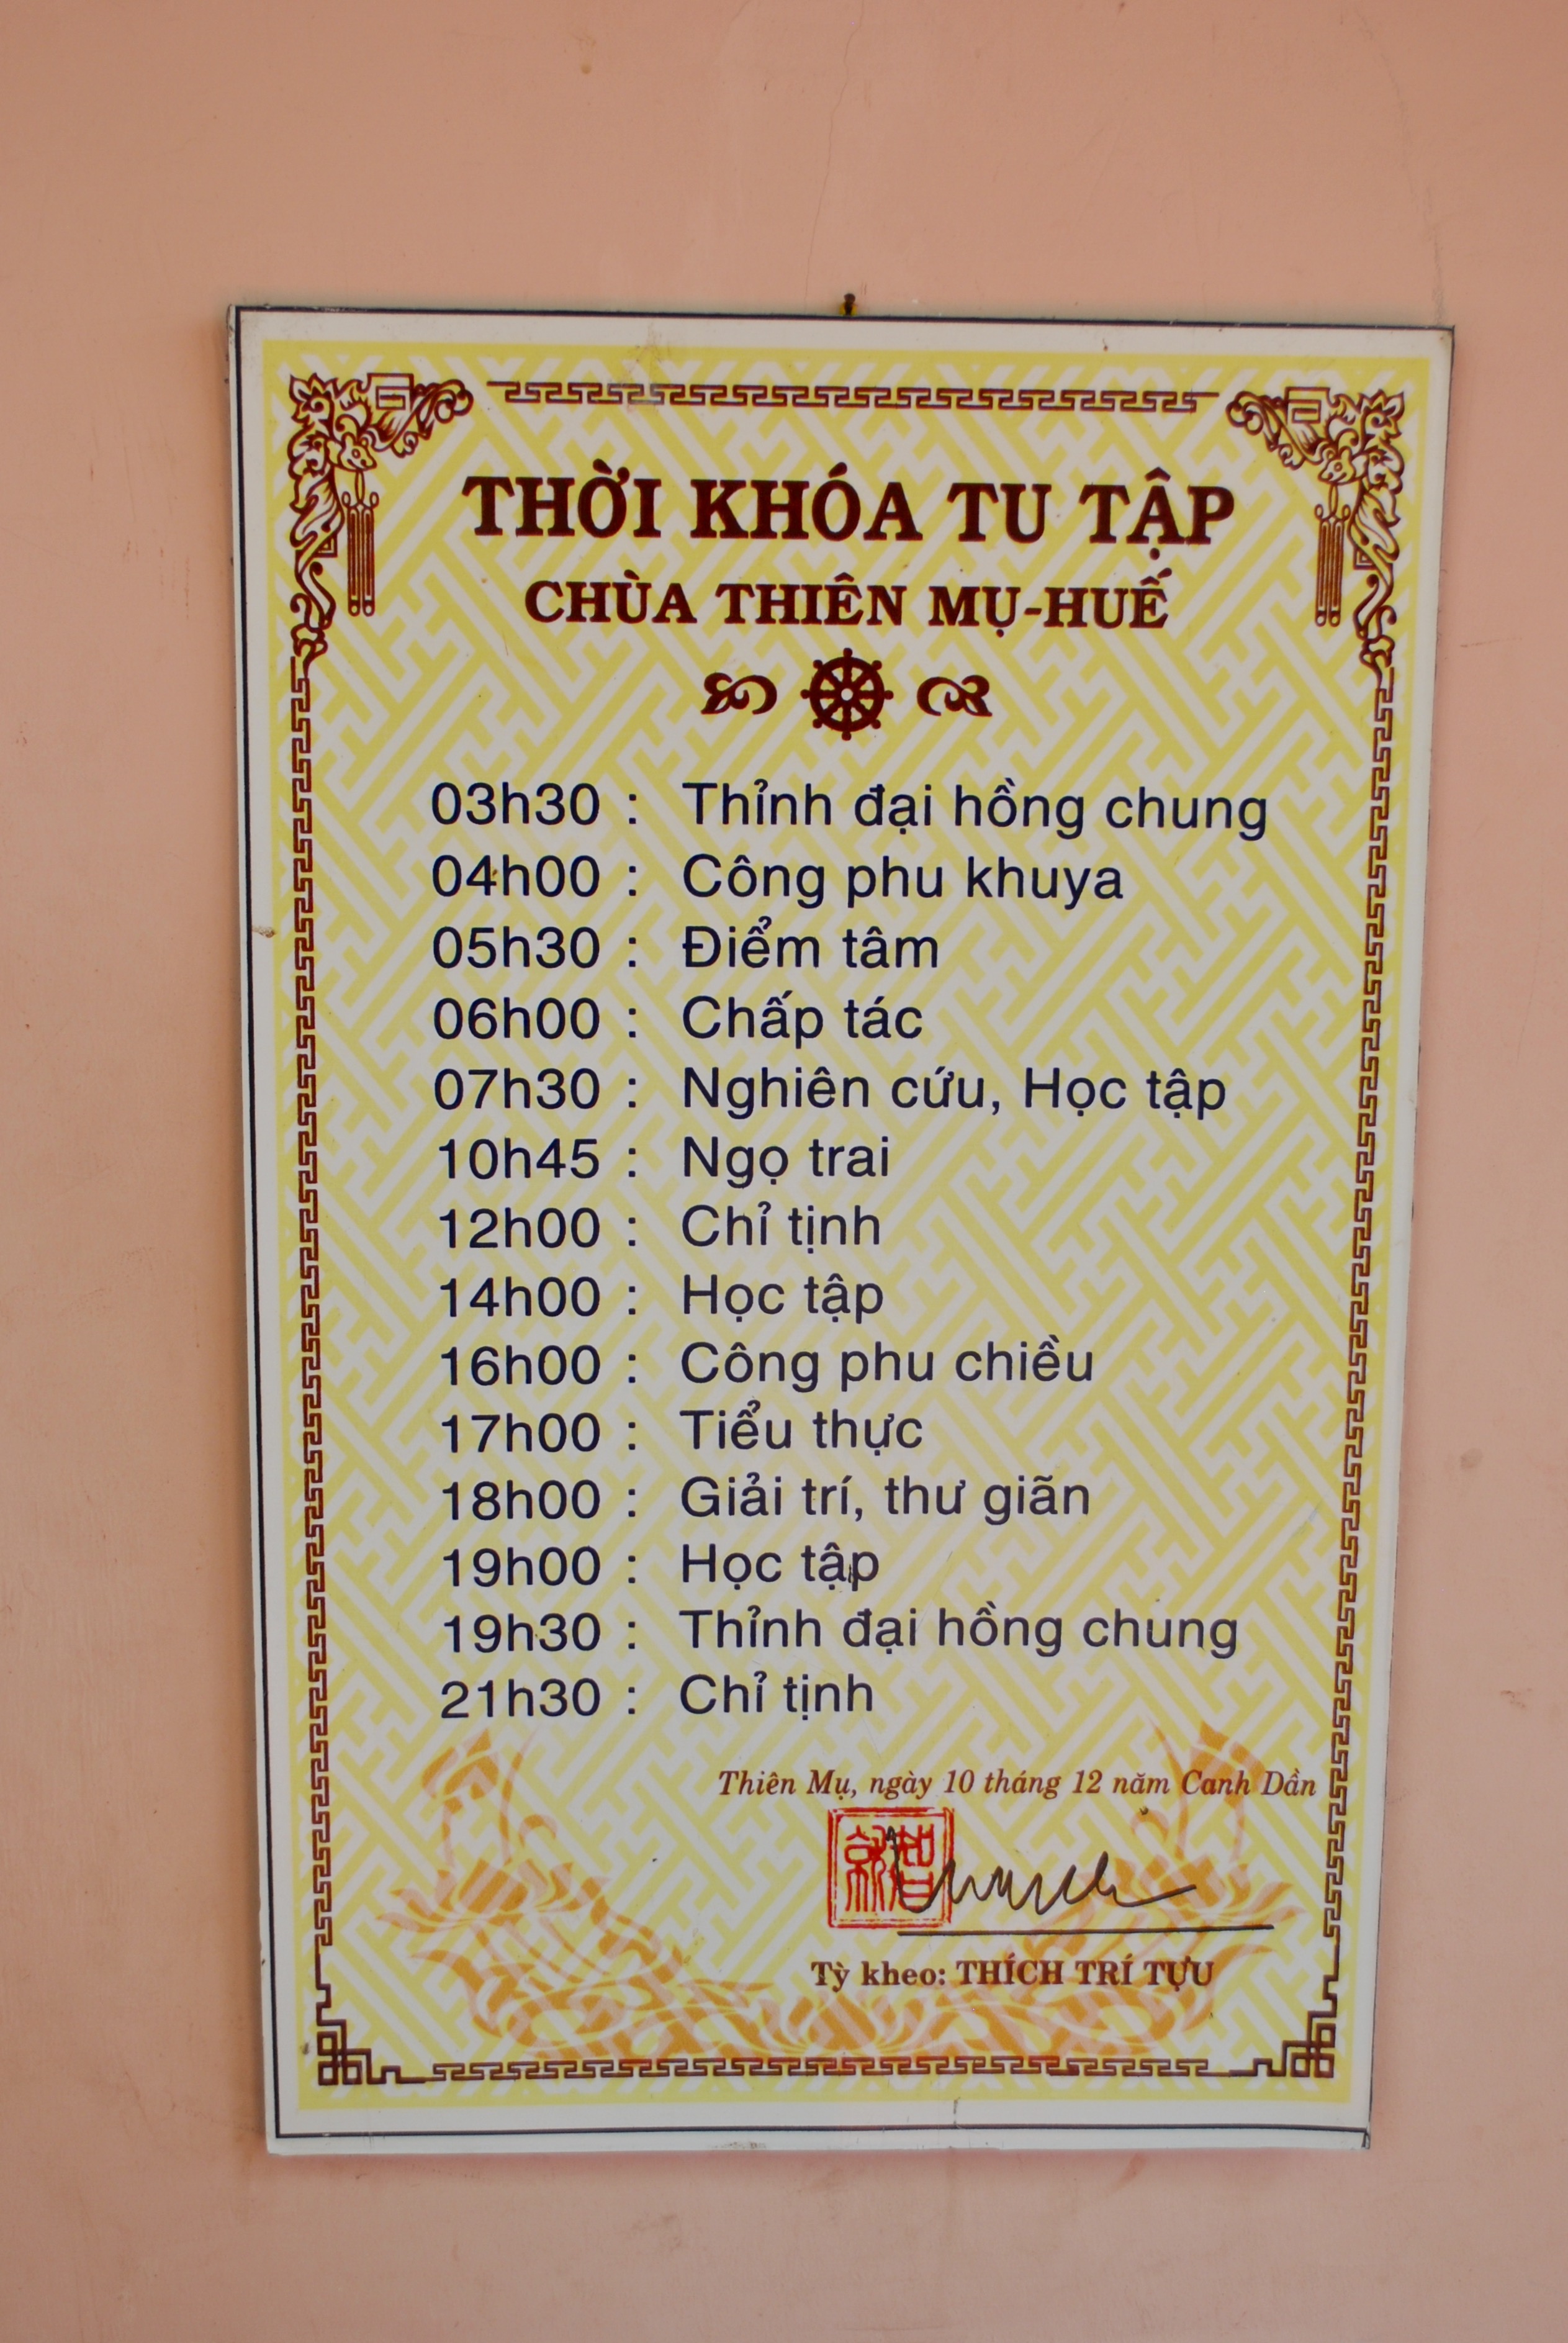 THỜI KHÓA TU TẬP
CHÙA THIÊN MỤ-HUẾ
03h30 : Thỉnh đại hồng chung
04h00 : Công phu khuya
05h30 : Điểm tâm
06h00 : Chấp tác
07h30 : Nghiên cứu, Học tập
10h45 : Ngọ trai
12h00 : Chỉ tịnh
14h00 : Học tập
16h00 : Công phu chiều
17h00 : Tiểu thực
18h00 : Giải trí, thư giãn
19h00 : Học tập
19h30 : Thỉnh đại hồng chung
21h30 : Chỉ tịnh
Thiên Mụ, ngày 10 tháng 12 năm Canh Dần
Tỳ kheo: THÍCH TRÍ TỰU